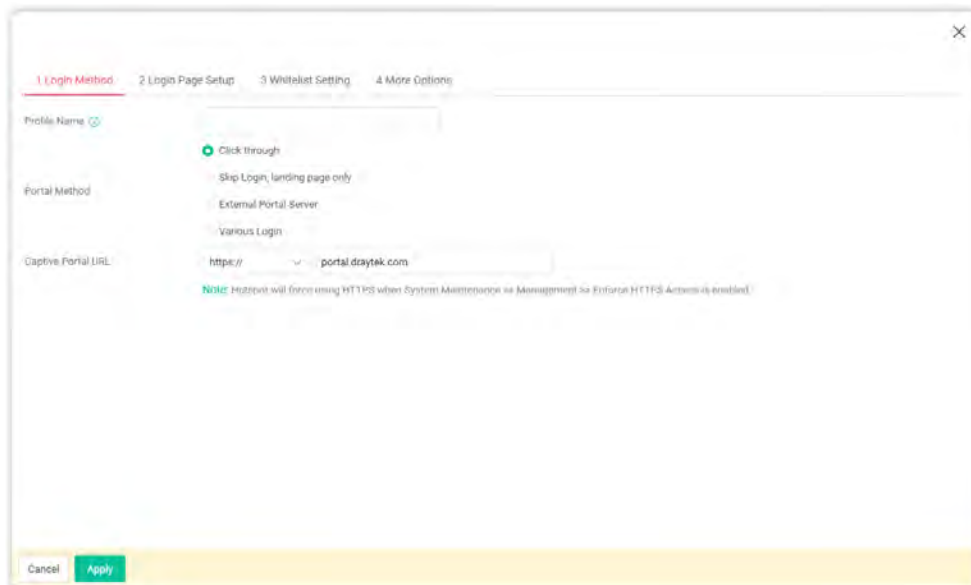 1 Login Method 2 Login Page Setup 3 Whitelist Setting 4 More Options
Profile Name
Click through
Skip Login, landing page only
Portal Method
External Portal Server
Various Login
Captive Portal URL https:// portal.draytek.com
Note: Hotspot will force using HTTPS when System Maintenance >> Management >> Enforce HTTPS Access is enabled.
Cancel Apply